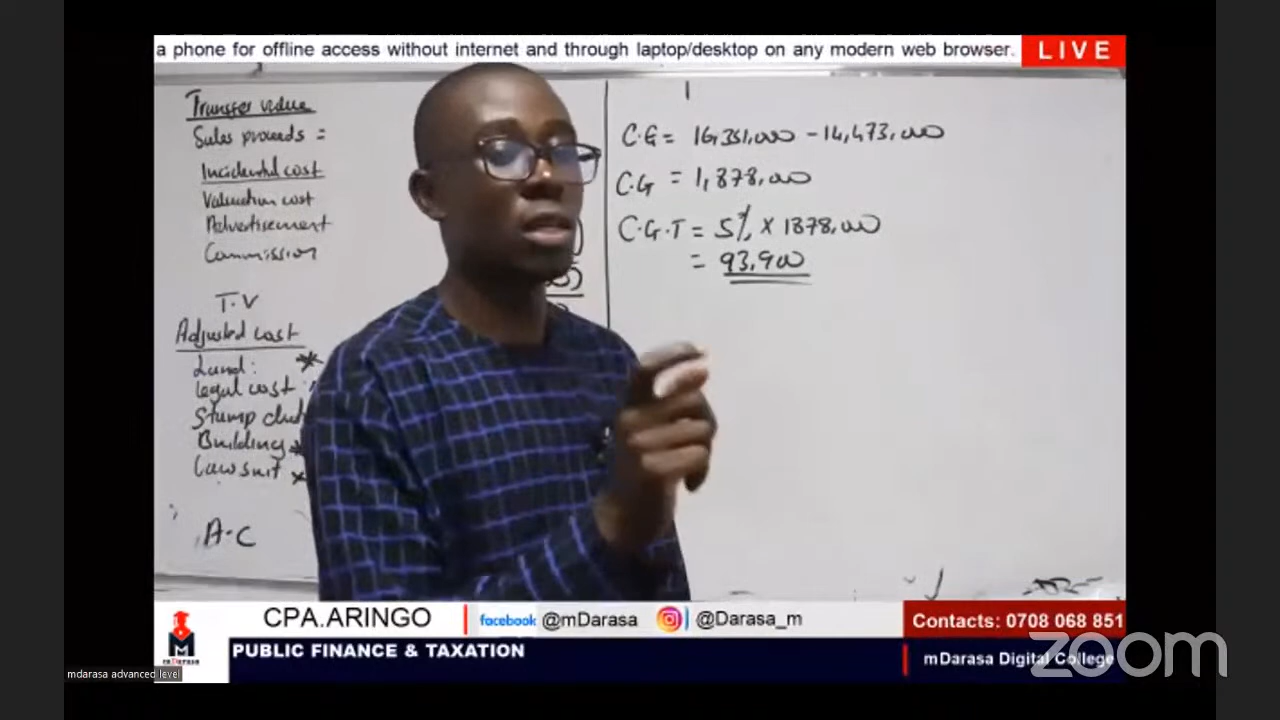 a phone for offline access without internet and through laptop/desktop on any modern web browser.
LIVE
Transfer value
Sales proceeds =
Incidental cost
Valuation cost
Advertisement
Commission
T.V
Adjusted cost
Land:
legal cost
Stamp
Building
Lawsuit
A.C
C.G = 16,351,000 - 14,473,000
C.G = 1,878,000
C.G.T = 5% x 1878,000
= 93,900
CPA.ARINGO
facebook @mDarasa
@Darasa_m
Contacts: 0708 068 851
M
mDarasa
PUBLIC FINANCE & TAXATION
mDarasa Digital College
zoom
mdarasa advanced level